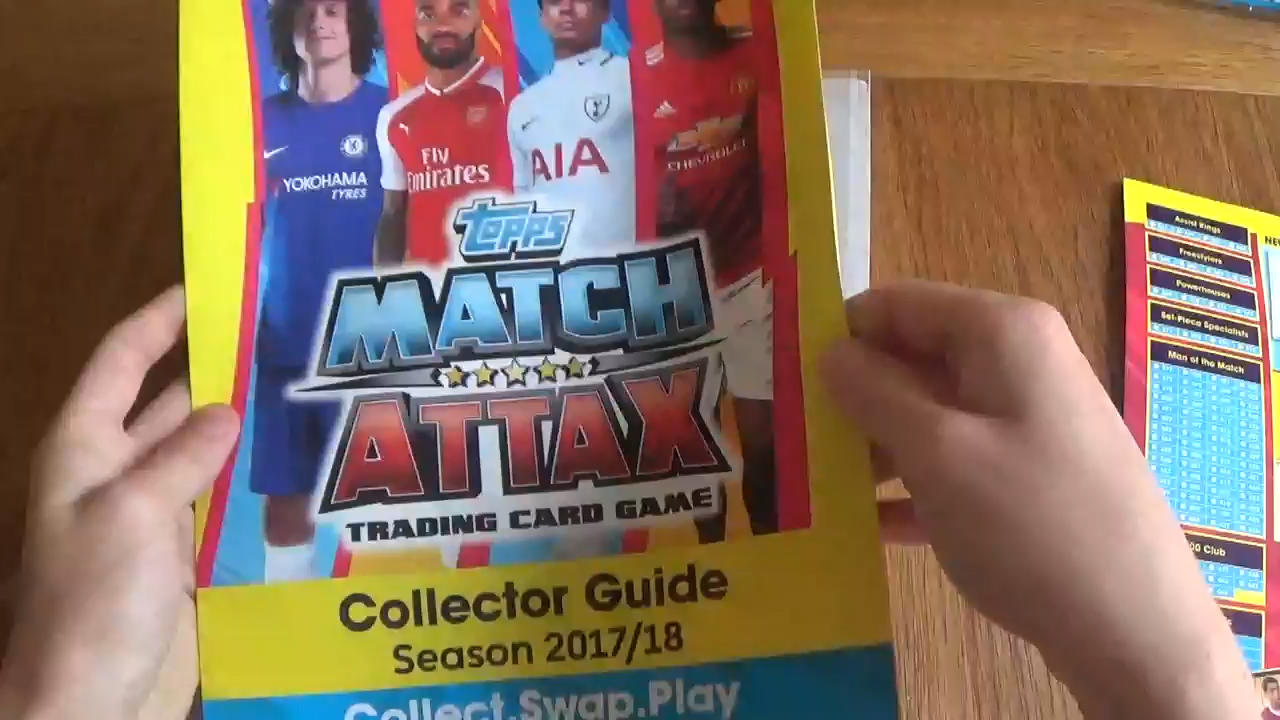 YOKOHAMA
TYRES
Fly
Emirates
AIA
CHEVROLET
TOPPS
MATCH
ATTAX
TRADING CARD GAME
Collector Guide
Season 2017/18
Collect.Swap.Play
Assist Kings
Freestylers
Powerhouses
Set-Piece Specialists
Man of the Match
Club